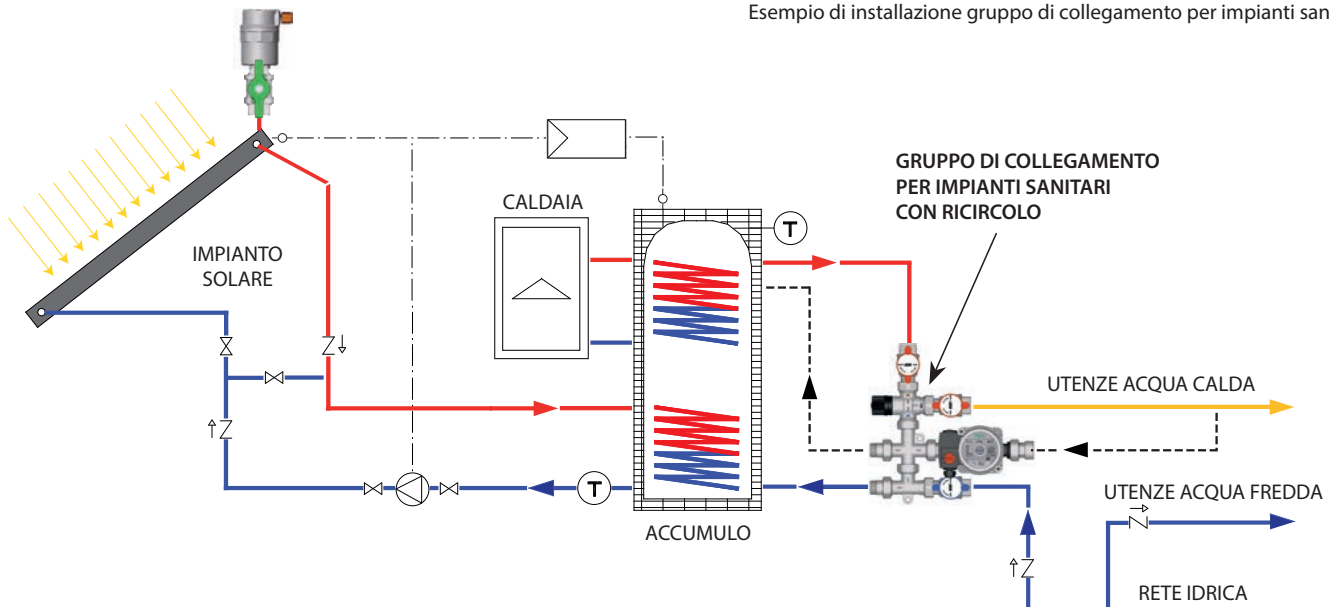 Esempio di installazione gruppo di collegamento per impianti san
GRUPPO DI COLLEGAMENTO
PER IMPIANTI SANITARI
CON RICIRCOLO
CALDAIA
T
IMPIANTO
SOLARE
UTENZE ACQUA CALDA
T
UTENZE ACQUA FREDDA
ACCUMULO
RETE IDRICA